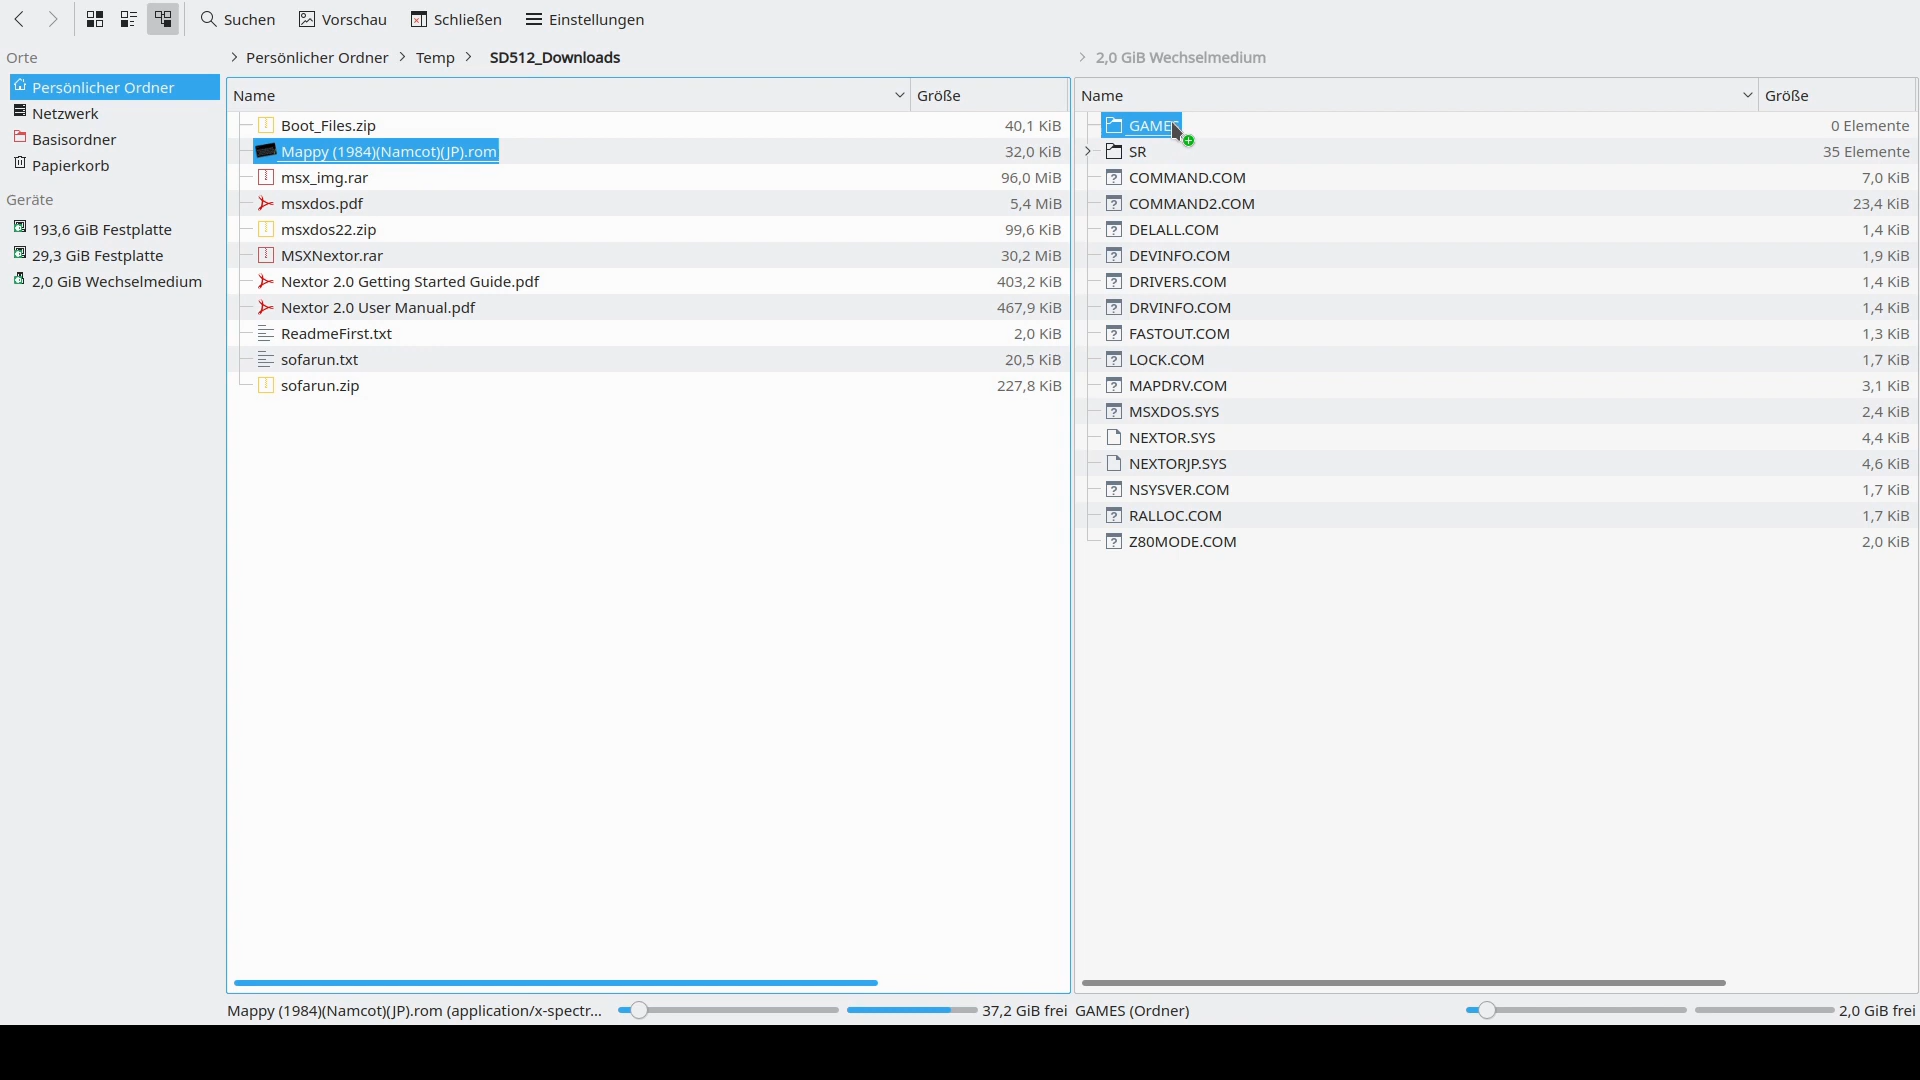 Suchen Vorschau Schließen Einstellungen
Orte
Persönlicher Ordner
Netzwerk
Basisordner
Papierkorb
Geräte
193,6 GiB Festplatte
29,3 GiB Festplatte
2,0 GiB Wechselmedium
Persönlicher Ordner Temp SD512_Downloads
Name Größe
Boot_Files.zip 40,1 KiB
Mappy (1984)(Namcot)(JP).rom 32,0 KiB
msx_img.rar 96,0 MiB
msxdos.pdf 5,4 MiB
msxdos22.zip 99,6 KiB
MSXNextor.rar 30,2 MiB
Nextor 2.0 Getting Started Guide.pdf 403,2 KiB
Nextor 2.0 User Manual.pdf 467,9 KiB
ReadmeFirst.txt 2,0 KiB
sofarun.txt 20,5 KiB
sofarun.zip 227,8 KiB
Mappy (1984)(Namcot)(JP).rom (application/x-spectr... 37,2 GiB frei
2,0 GiB Wechselmedium
Name Größe
GAMES 0 Elemente
SR 35 Elemente
COMMAND.COM 7,0 KiB
COMMAND2.COM 23,4 KiB
DELALL.COM 1,4 KiB
DEVINFO.COM 1,9 KiB
DRIVERS.COM 1,4 KiB
DRVINFO.COM 1,4 KiB
FASTOUT.COM 1,3 KiB
LOCK.COM 1,7 KiB
MAPDRV.COM 3,1 KiB
MSXDOS.SYS 2,4 KiB
NEXTOR.SYS 4,4 KiB
NEXTORJP.SYS 4,6 KiB
NSYSVER.COM 1,7 KiB
RALLOC.COM 1,7 KiB
Z80MODE.COM 2,0 KiB
GAMES (Ordner) 2,0 GiB frei